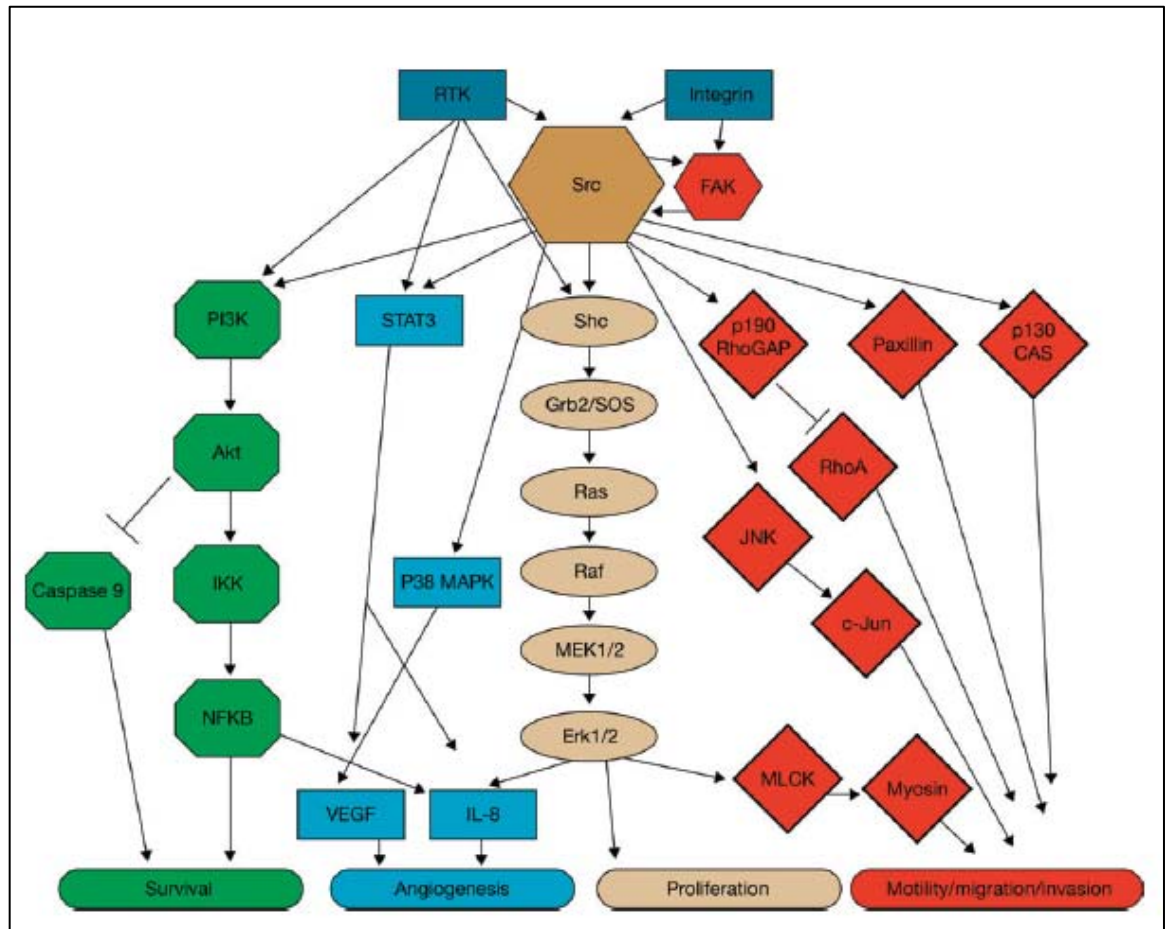 RTK
Integrin
Src
FAK
PI3K
STAT3
Shc
p190
RhoGAP
Paxillin
p130
CAS
Grb2/SOS
Akt
RhoA
Ras
JNK
Caspase 9
IKK
P38 MAPK
Raf
c-Jun
MEK1/2
NFKB
Erk1/2
MLCK
Myosin
VEGF
IL-8
Survival
Angiogenesis
Proliferation
Motility/migration/invasion